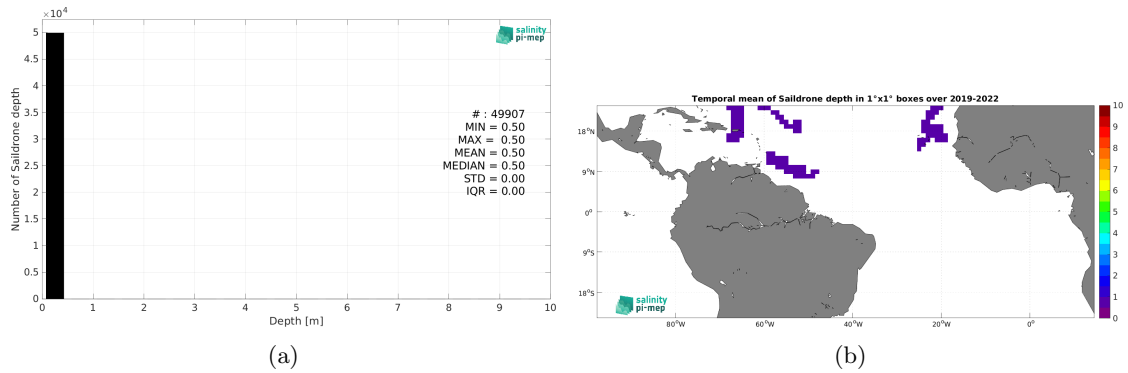 ×10⁴
5
4.5
4
3.5
3
2.5
2
1.5
1
0.5
0
Number of Saildrone depth
salinity
pi-mep
# : 49907
MIN = 0.50
MAX = 0.50
MEAN = 0.50
MEDIAN = 0.50
STD = 0.00
IQR = 0.00
0 1 2 3 4 5 6 7 8 9 10
Depth [m]
(a)
Temporal mean of Saildrone depth in 1°x1° boxes over 2019-2022
18°N
9°N
0°
9°S
18°S
salinity
pi-mep
80°W 60°W 40°W 20°W 0°
10
9
8
7
6
5
4
3
2
1
0
(b)